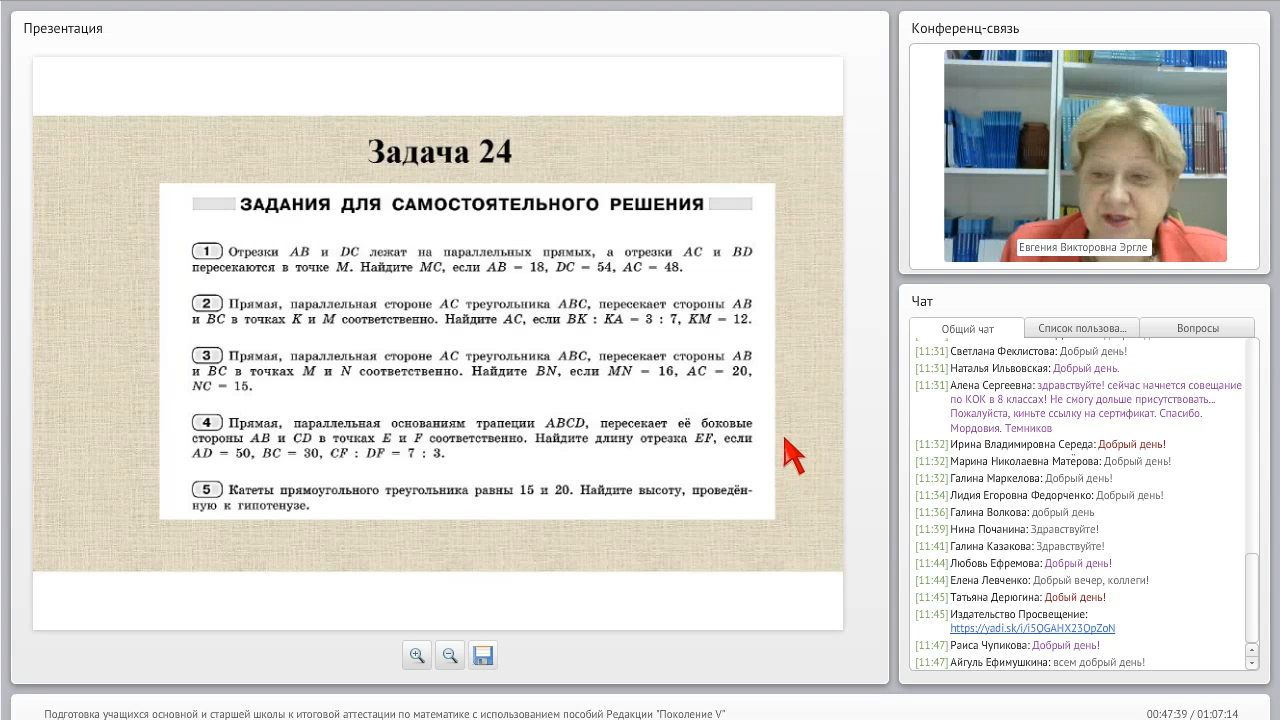 Презентация
Задача 24
ЗАДАНИЯ ДЛЯ САМОСТОЯТЕЛЬНОГО РЕШЕНИЯ
1 Отрезки AB и DC лежат на параллельных прямых, а отрезки AC и BD
пересекаются в точке M. Найдите MC, если AB = 18, DC = 54, AC = 48.
2 Прямая, параллельная стороне AC треугольника ABC, пересекает стороны AB
и BC в точках K и M соответственно. Найдите AC, если BK : KA = 3 : 7, KM = 12.
3 Прямая, параллельная стороне AC треугольника ABC, пересекает стороны AB
и BC в точках M и N соответственно. Найдите BN, если MN = 16, AC = 20,
NC = 15.
4 Прямая, параллельная основаниям трапеции ABCD, пересекает её боковые
стороны AB и CD в точках E и F соответственно. Найдите длину отрезка EF, если
AD = 50, BC = 30, CF : DF = 7 : 3.
5 Катеты прямоугольного треугольника равны 15 и 20. Найдите высоту, проведён-
ную к гипотенузе.
Конференц-связь
Евгения Викторовна Эргле
Чат
Общий чат
Список пользова...
Вопросы
[11:31] Светлана Феклистова: Добрый день!
[11:31] Наталья Ильвовская: Добрый день.
[11:31] Алена Сергеевна: здравствуйте! сейчас начнется совещание
по КОК в 8 классах! Не смогу дольше присутствовать...
Пожалуйста, киньте ссылку на сертификат. Спасибо.
Мордовия. Темников
[11:32] Ирина Владимировна Середа: Добрый день!
[11:32] Марина Николаевна Матёрова: Добрый день!
[11:32] Галина Маркелова: Добрый день!
[11:34] Лидия Егоровна Федорченко: Добрый день!
[11:36] Галина Волкова: добрый день
[11:39] Нина Почанина: Здравствуйте!
[11:41] Галина Казакова: Здравствуйте!
[11:44] Любовь Ефремова: Добрый день!
[11:44] Елена Левченко: Добрый вечер, коллеги!
[11:45] Татьяна Дерюгина: Добый день!
[11:45] Издательство Просвещение:
https://yadi.sk/i/i5QGAHX23QpZoN
[11:47] Раиса Чупикова: Добрый день!
[11:47] Айгуль Ефимушкина: всем добрый день!
Подготовка учащихся основной и старшей школы к итоговой аттестации по математике с использованием пособий Редакции "Поколение V"
00:47:39 / 01:07:14